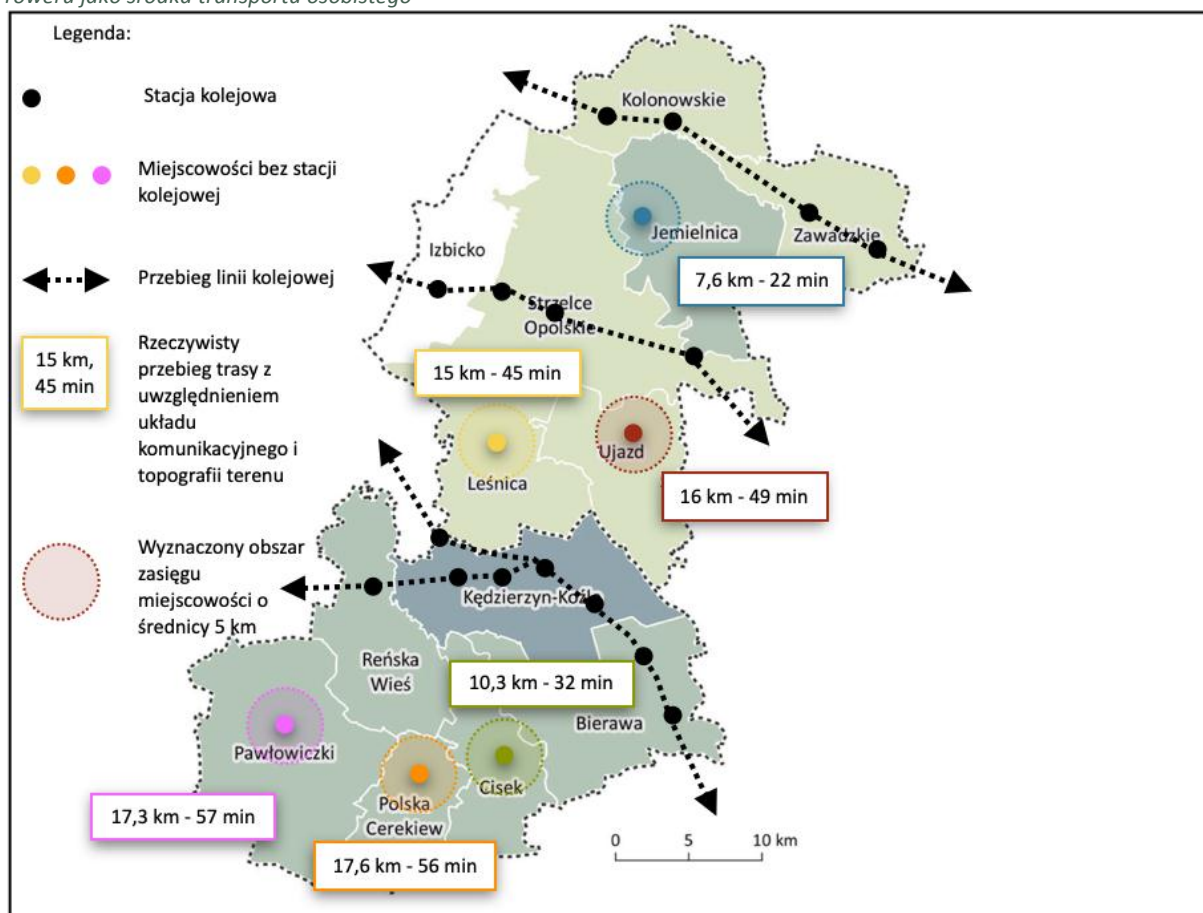 roweru jako środka transportu osobistego
Legenda:
Stacja kolejowa
Miejscowości bez stacji
kolejowej
Przebieg linii kolejowej
15 km,
45 min
Rzeczywisty
przebieg trasy z
uwzględnieniem
układu
komunikacyjnego i
topografii terenu
Wyznaczony obszar
zasięgu
miejscowości o
średnicy 5 km
Kolonowskie
Jemielnica
Zawadzkie
Izbicko
7,6 km - 22 min
Strzelce
Opolskie
15 km - 45 min
Ujazd
Leśnica
16 km - 49 min
Kędzierzyn-Koźle
Reńska
Wieś
10,3 km - 32 min
Bierawa
Pawłowiczki
Cisek
Polska
Cerekiew
17,3 km - 57 min
17,6 km - 56 min
0 5 10 km